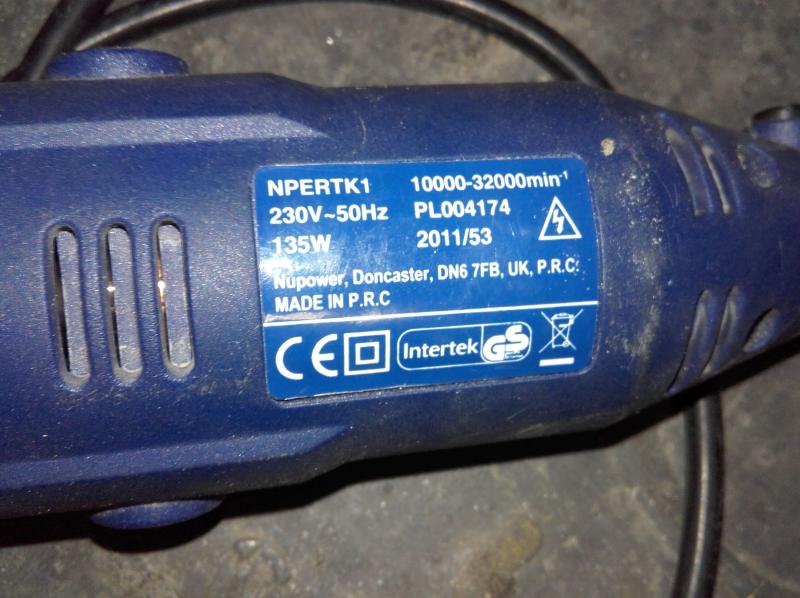 NPERTK1 10000-32000min⁻¹
230V~50Hz PL004174
135W 2011/53
Nupower, Doncaster, DN6 7FB, UK, P.R.C.
MADE IN P.R.C
CE Intertek GS